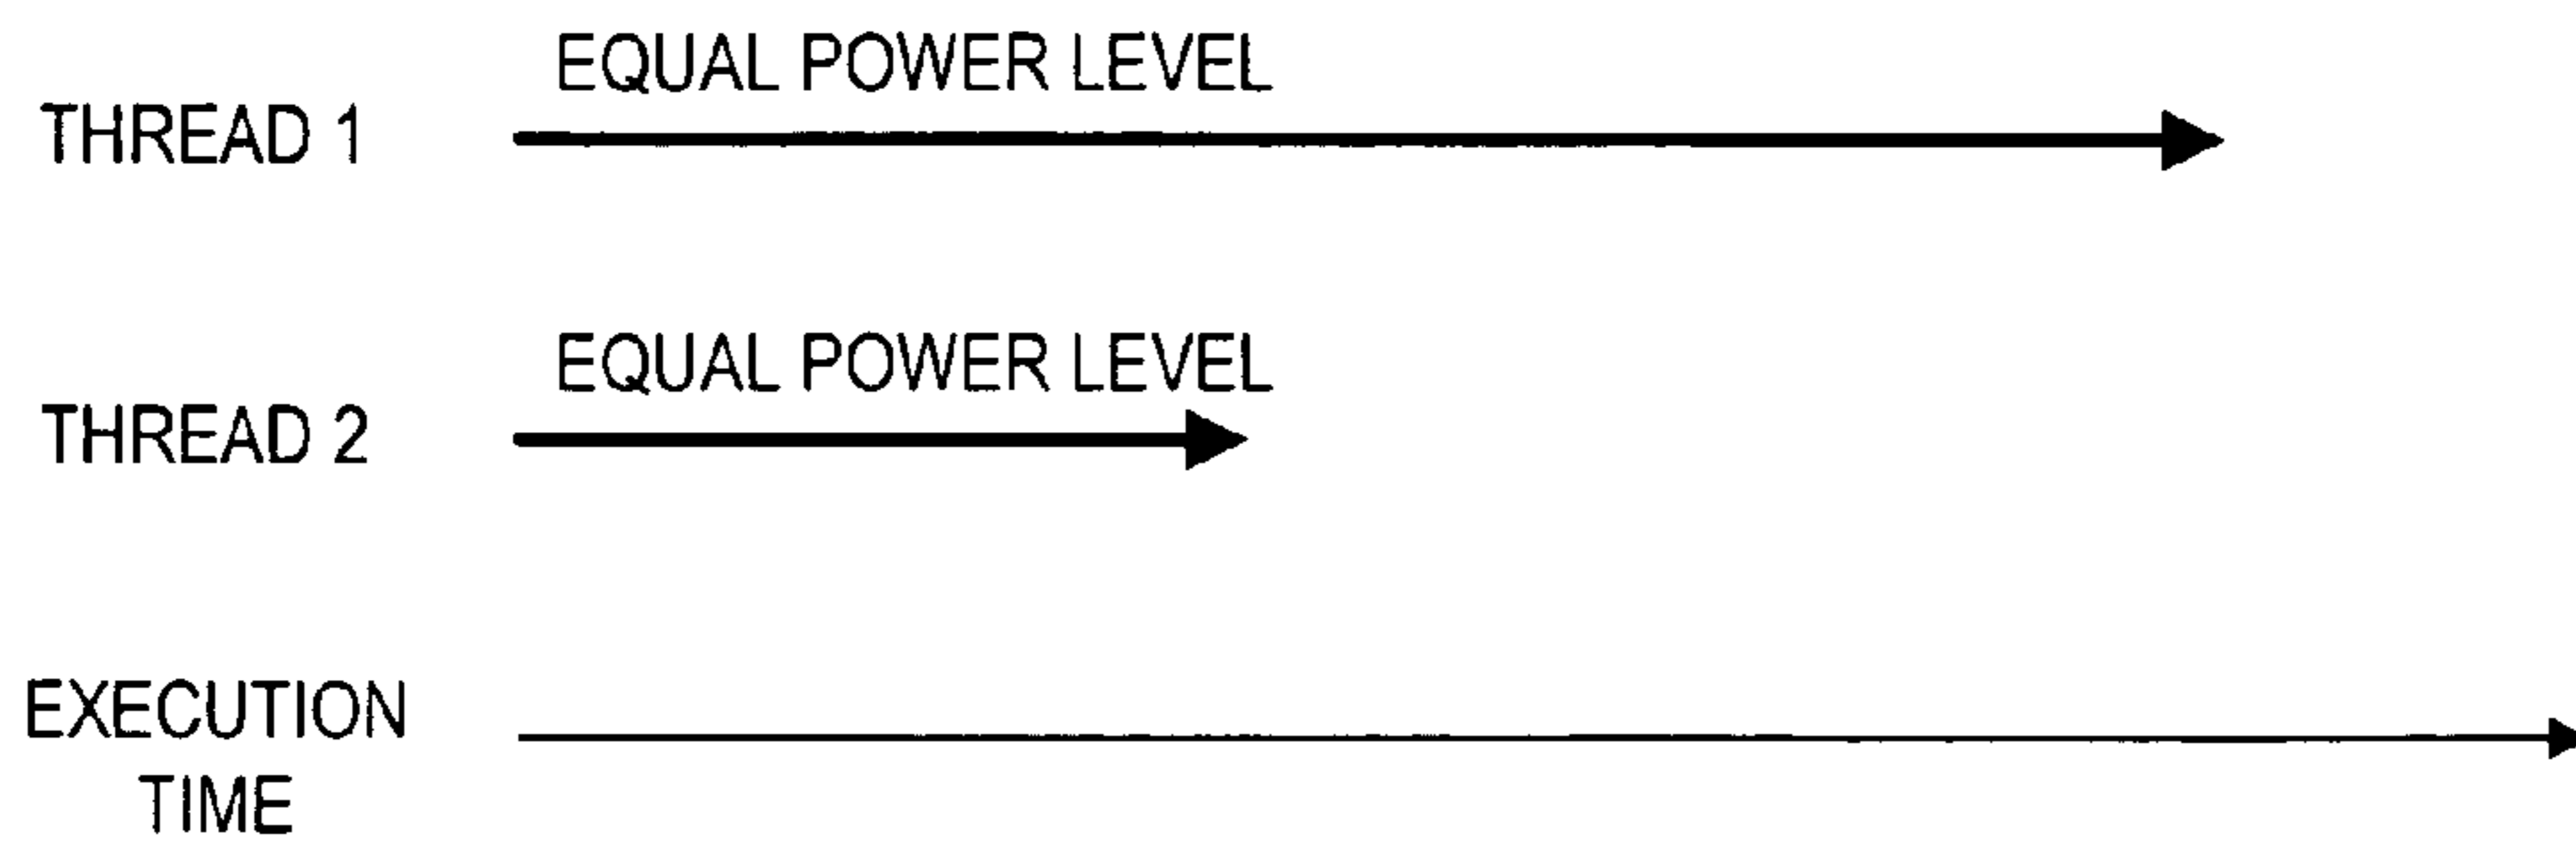 EQUAL POWER LEVEL
THREAD 1
EQUAL POWER LEVEL
THREAD 2
EXECUTION
TIME